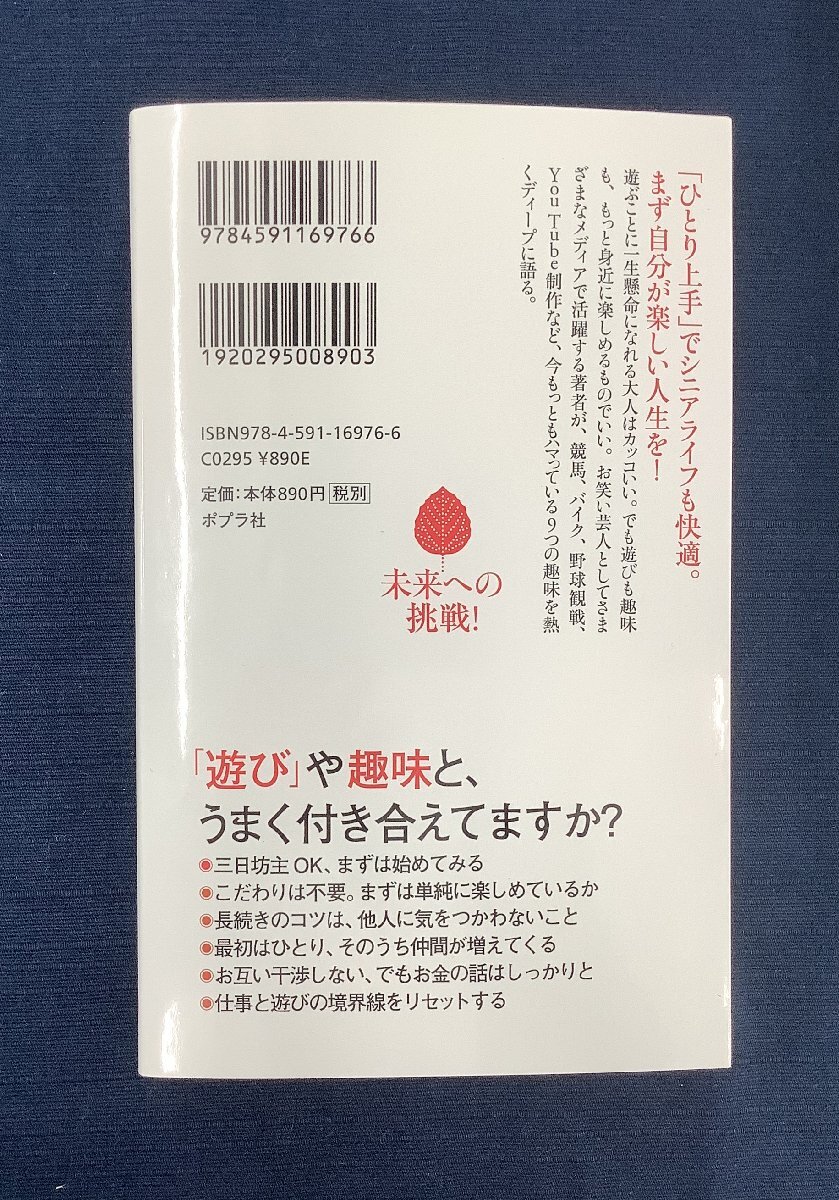 「ひとり上手」でシニアライフも快適。
まず自分が楽しい人生を!
遊ぶことに一生懸命になれる大人はカッコいい。でも遊びも趣味
も、もっと身近に楽しめるものでいい。お笑い芸人としてさま
ざまなメディアで活躍する著者が、競馬、バイク、野球観戦、
YouTube制作など、今もっともハマっている9つの趣味を熱
くディープに語る。
9784591169766
1920295008903
ISBN978-4-591-16976-6
C0295 ¥890E
定価:本体890円 税別
ポプラ社
未来への
挑戦!
「遊び」や趣味と、
うまく付き合えてますか?
●三日坊主OK、まずは始めてみる
●こだわりは不要。まずは単純に楽しめているか
●長続きのコツは、他人に気をつかわないこと
●最初はひとり、そのうち仲間が増えてくる
●お互い干渉しない、でもお金の話はしっかりと
●仕事と遊びの境界線をリセットする